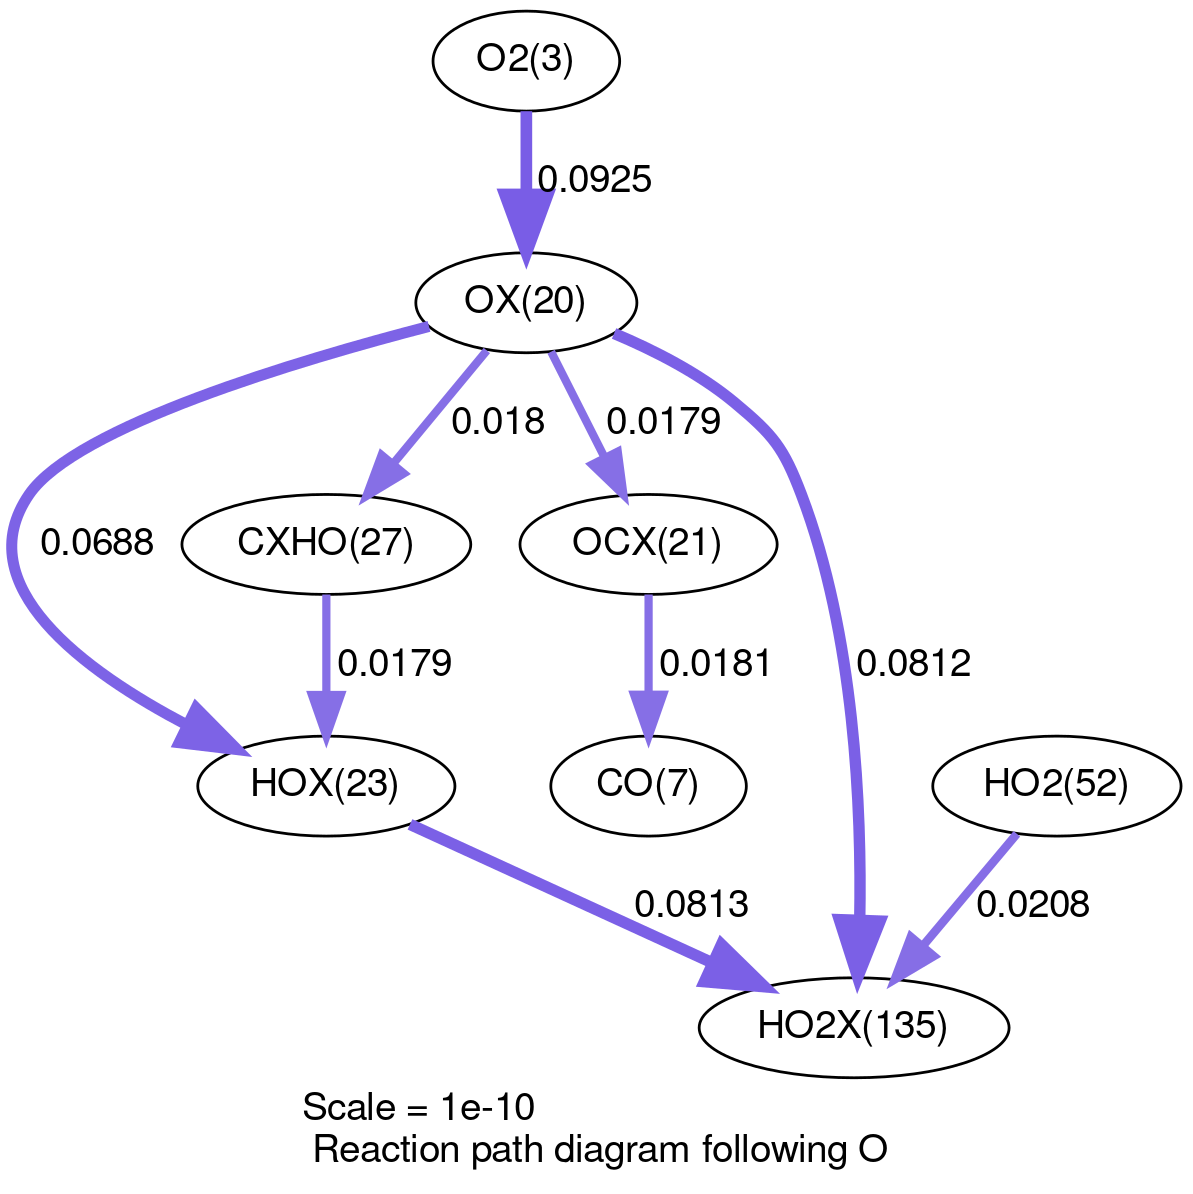 O2(3)
0.0925
OX(20)
0.018
0.0179
0.0688
CXHO(27)
OCX(21)
0.0179
0.0181
0.0812
HOX(23)
CO(7)
HO2(52)
0.0813
0.0208
HO2X(135)
Scale = 1e-10
Reaction path diagram following O